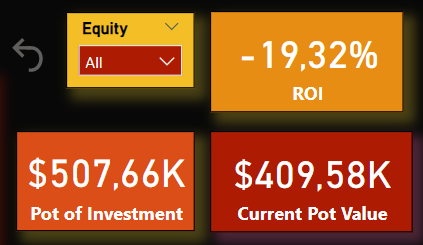 Equity
All
-19,32%
ROI
$507,66K
Pot of Investment
$409,58K
Current Pot Value